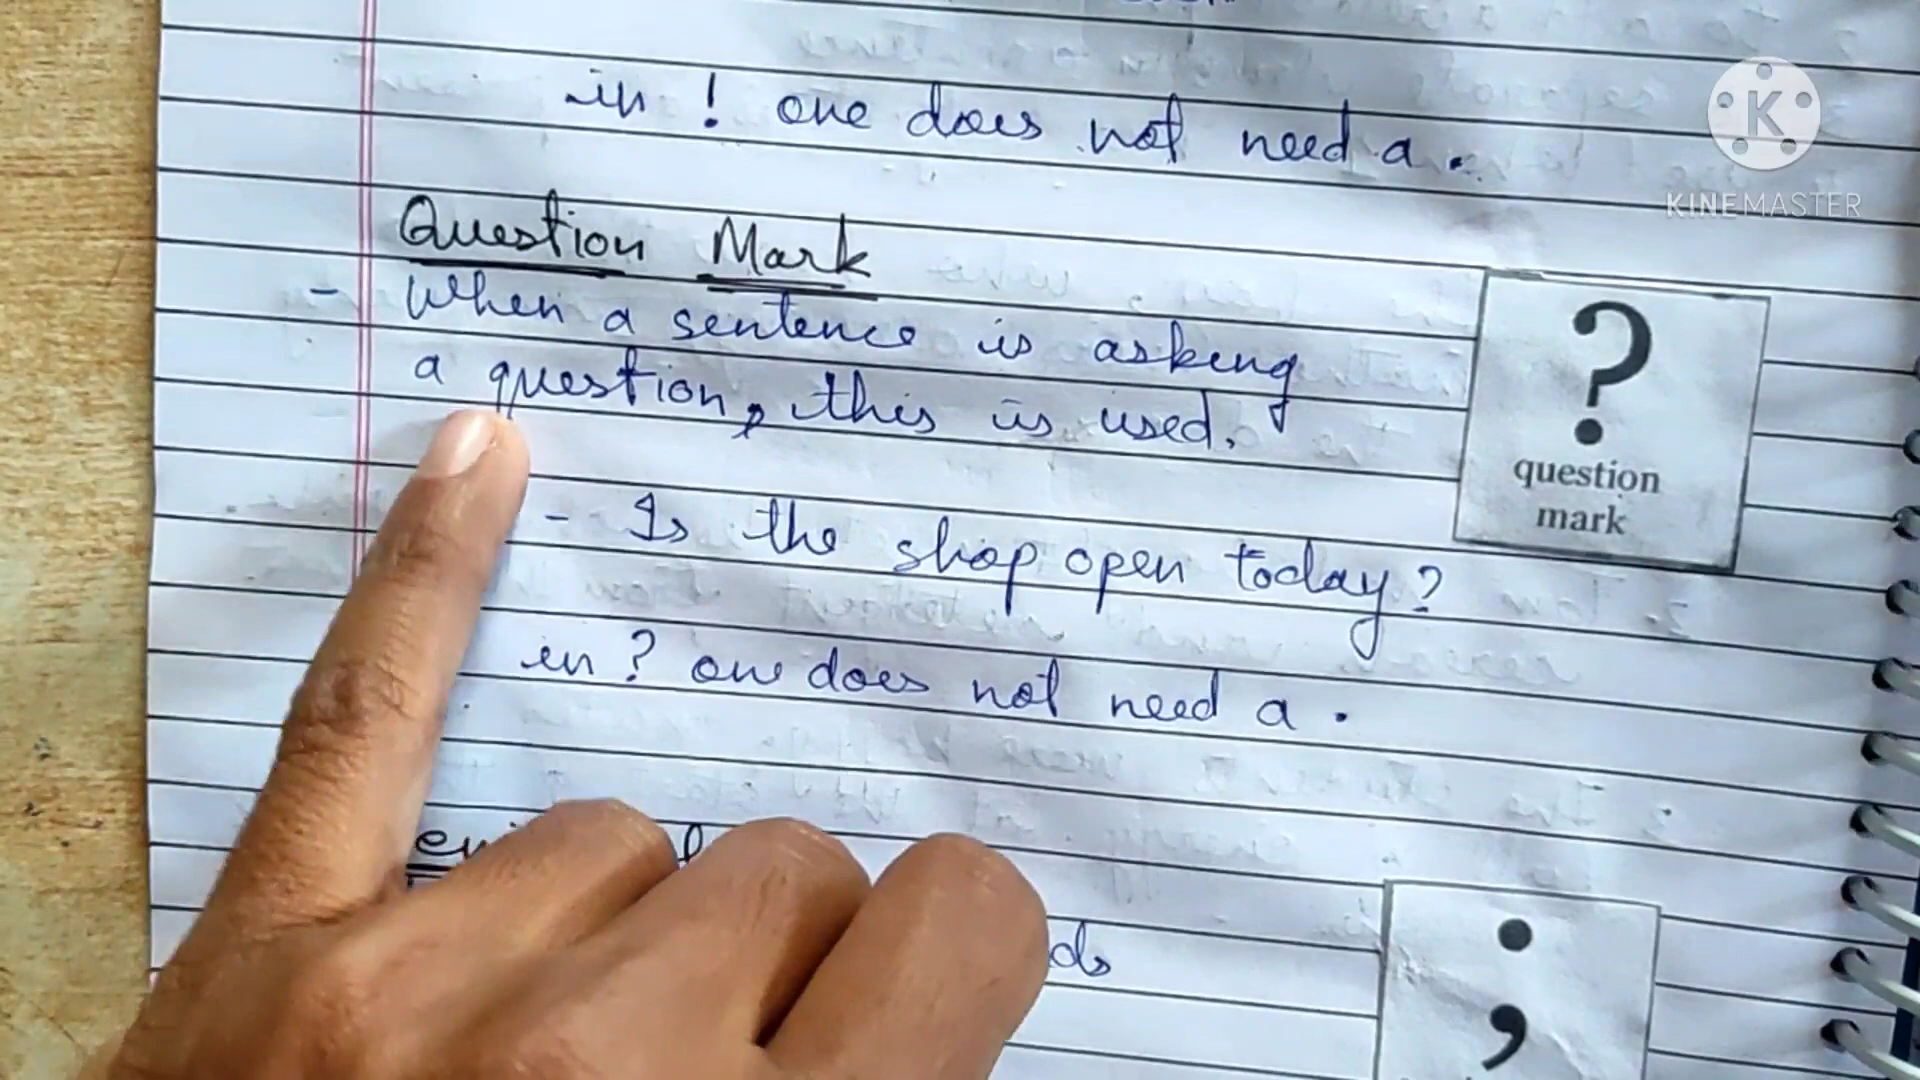 in ! one does not need a .
K
KINEMASTER
Question Mark
- When a sentence is asking
a question, this is used.
?
question
mark
- Is the shop open today?
in ? one does not need a .
ds
;